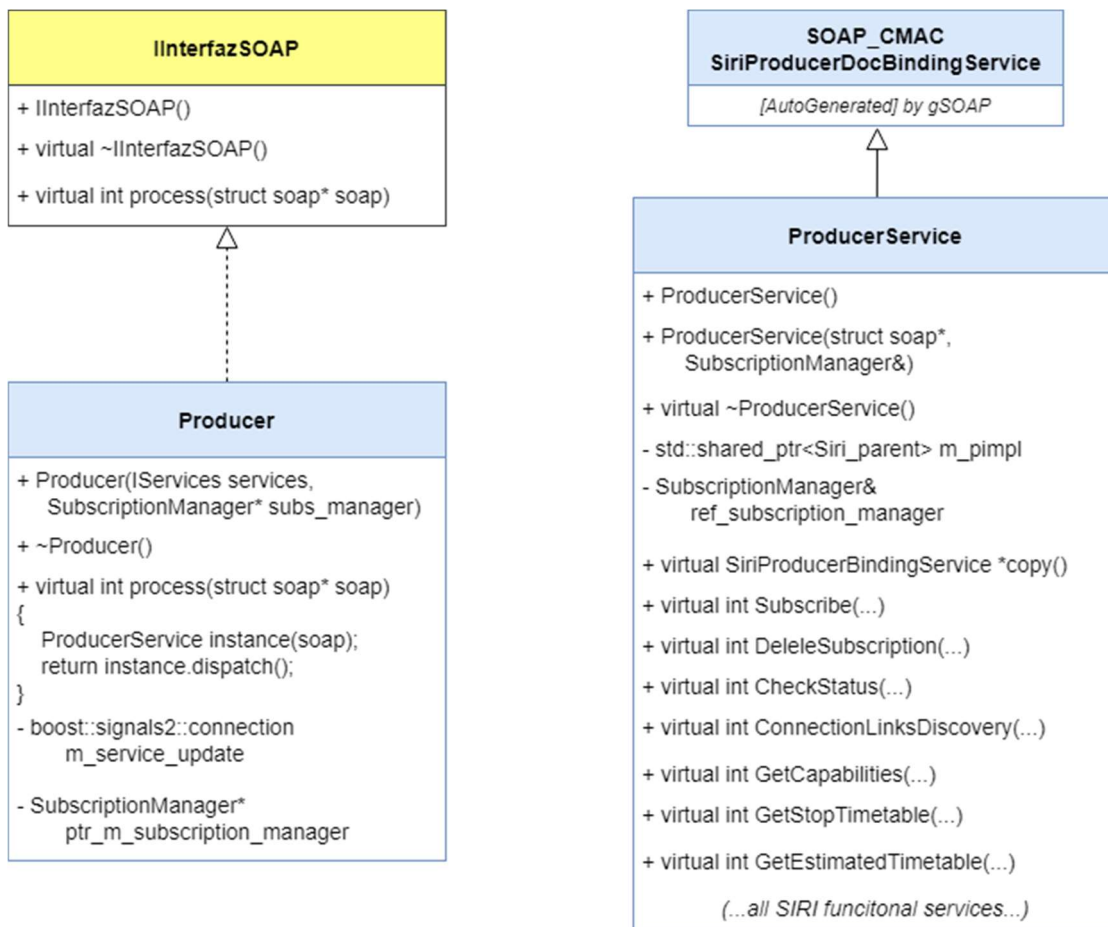 IInterfazSOAP
+ IInterfazSOAP()
+ virtual ~IInterfazSOAP()
+ virtual int process(struct soap* soap)
Producer
+ Producer(IServices services,
SubscriptionManager* subs_manager)
+ ~Producer()
+ virtual int process(struct soap* soap)
{
ProducerService instance(soap);
return instance.dispatch();
}
- boost::signals2::connection
m_service_update
- SubscriptionManager*
ptr_m_subscription_manager
SOAP_CMAC
SiriProducerDocBindingService
[AutoGenerated] by gSOAP
ProducerService
+ ProducerService()
+ ProducerService(struct soap*,
SubscriptionManager&)
+ virtual ~ProducerService()
- std::shared_ptr<Siri_parent> m_pimpl
- SubscriptionManager&
ref_subscription_manager
+ virtual SiriProducerBindingService *copy()
+ virtual int Subscribe(...)
+ virtual int DeleleSubscription(...)
+ virtual int CheckStatus(...)
+ virtual int ConnectionLinksDiscovery(...)
+ virtual int GetCapabilities(...)
+ virtual int GetStopTimetable(...)
+ virtual int GetEstimatedTimetable(...)
(...all SIRI funcitonal services...)